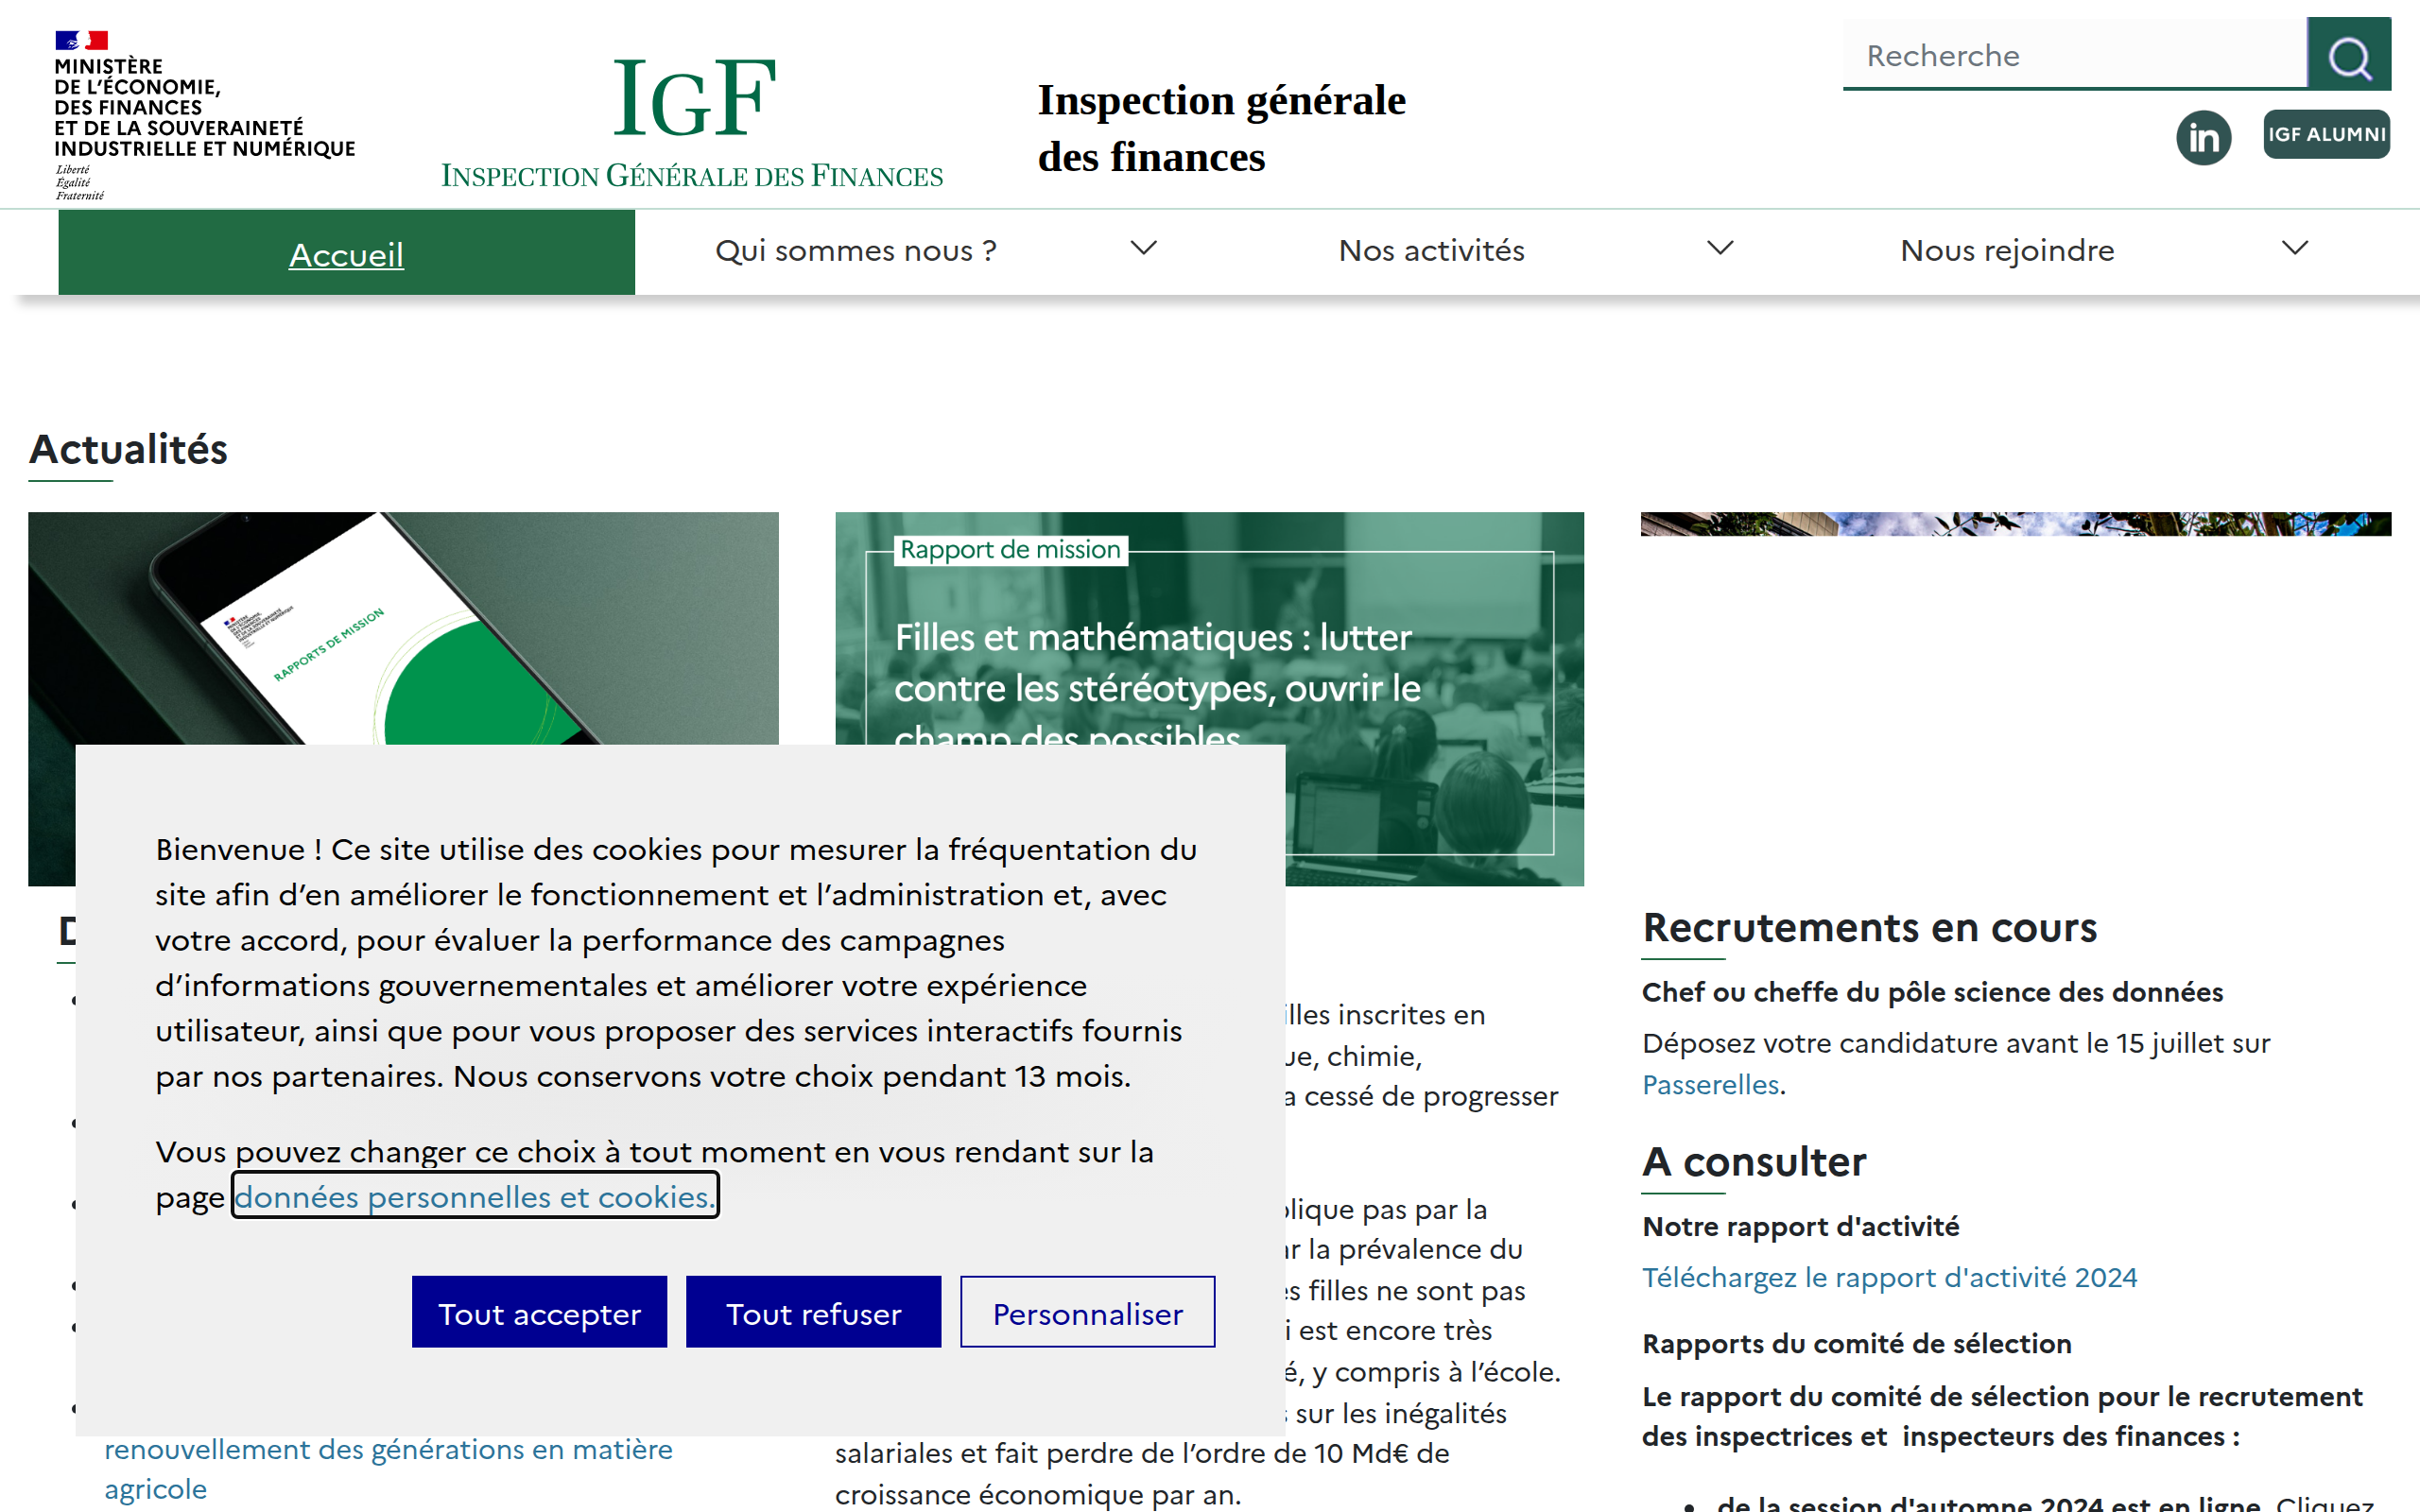 MINISTÈRE
DE L'ÉCONOMIE,
DES FINANCES
ET DE LA SOUVERAINETÉ
INDUSTRIELLE ET NUMÉRIQUE
Liberté
Égalité
Fraternité
IGF
INSPECTION GÉNÉRALE DES FINANCES
Inspection générale
des finances
Recherche
in
IGF ALUMNI
Accueil
Qui sommes nous ?
Nos activités
Nous rejoindre
Actualités
RAPPORTS DE MISSION
Rapport de mission
Filles et mathématiques : lutter
contre les stéréotypes, ouvrir le
champ des possibles
Bienvenue ! Ce site utilise des cookies pour mesurer la fréquentation du
site afin d’en améliorer le fonctionnement et l’administration et, avec
votre accord, pour évaluer la performance des campagnes
d’informations gouvernementales et améliorer votre expérience
utilisateur, ainsi que pour vous proposer des services interactifs fournis
par nos partenaires. Nous conservons votre choix pendant 13 mois.
Vous pouvez changer ce choix à tout moment en vous rendant sur la
page données personnelles et cookies.
Tout accepter
Tout refuser
Personnaliser
renouvellement des générations en matière
agricole
inscrites en
chimie,
cessé de progresser
pas par la
la prévalence du
filles ne sont pas
est encore très
y compris à l’école.
sur les inégalités
salariales et fait perdre de l’ordre de 10 Md€ de
croissance économique par an.
Recrutements en cours
Chef ou cheffe du pôle science des données
Déposez votre candidature avant le 15 juillet sur
Passerelles.
A consulter
Notre rapport d'activité
Téléchargez le rapport d'activité 2024
Rapports du comité de sélection
Le rapport du comité de sélection pour le recrutement
des inspectrices et inspecteurs des finances :
de la session d'automne 2024 est en ligne. Cliquez